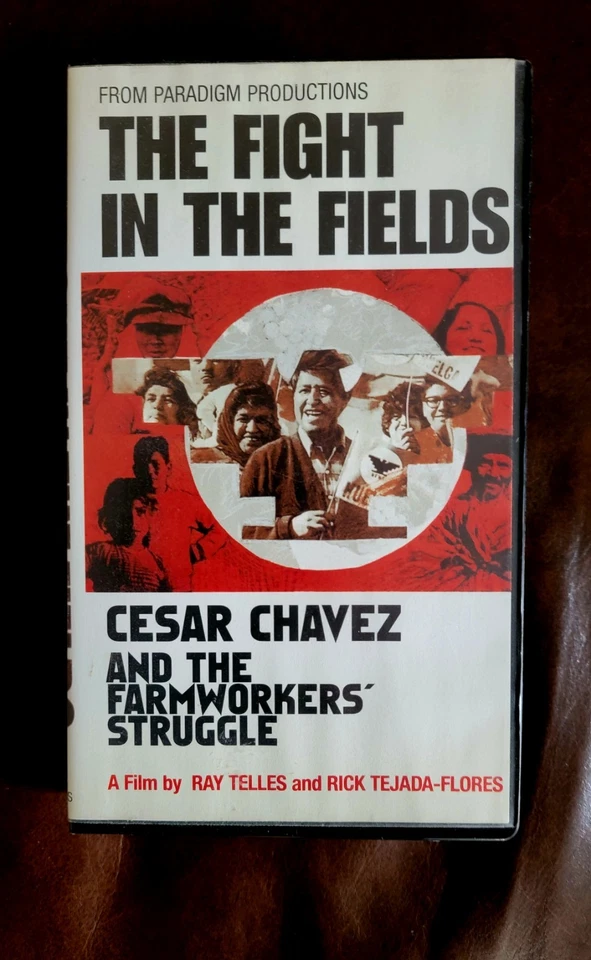 FROM PARADIGM PRODUCTIONS
THE FIGHT
IN THE FIELDS
ELGA
CESAR CHAVEZ
AND THE
FARMWORKERS´
STRUGGLE
A Film by RAY TELLES and RICK TEJADA-FLORES